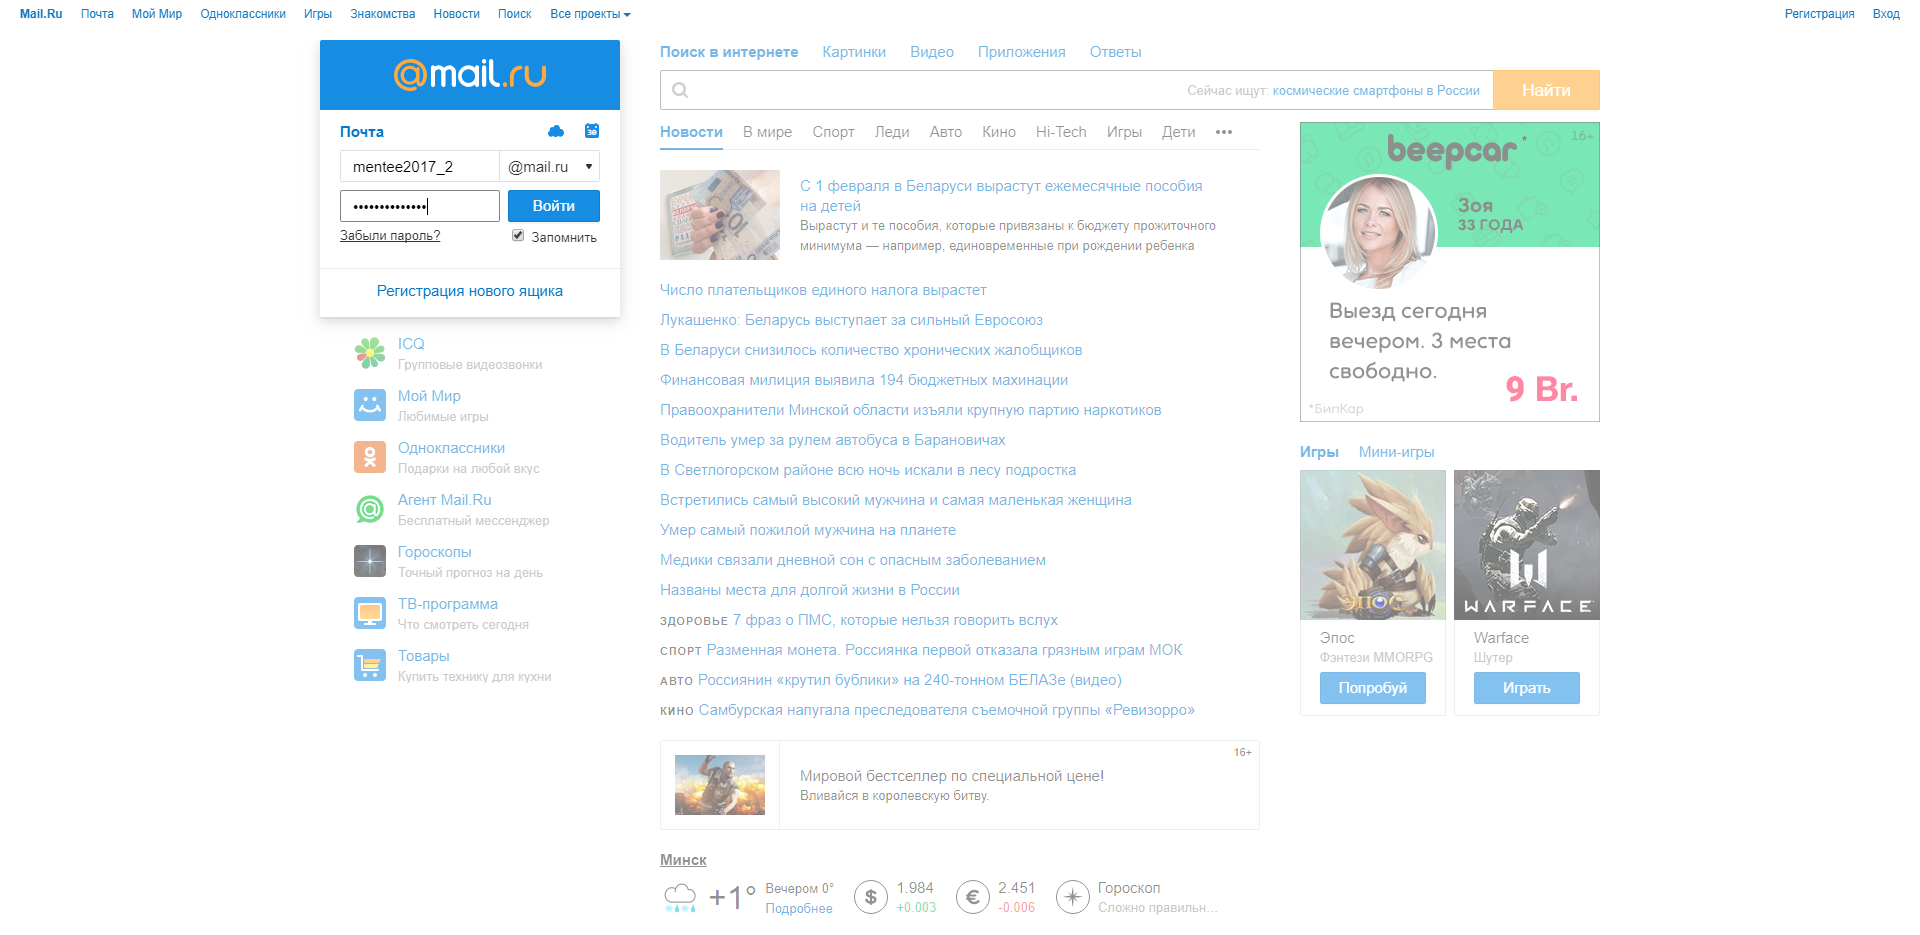 Mail.Ru Почта Мой Мир Одноклассники Игры Знакомства Новости Поиск Все проекты Регистрация Вход
@mail.ru
Почта
30
mentee2017_2 @mail.ru
•••••••••••••• Войти
Забыли пароль? Запомнить
Регистрация нового ящика
ICQ
Групповые видеозвонки
Мой Мир
Любимые игры
Одноклассники
Подарки на любой вкус
Агент Mail.Ru
Бесплатный мессенджер
Гороскопы
Точный прогноз на день
ТВ-программа
Что смотреть сегодня
Товары
Купить технику для кухни
Поиск в интернете Картинки Видео Приложения Ответы
Сейчас ищут: космические смартфоны в России Найти
Новости В мире Спорт Леди Авто Кино Hi-Tech Игры Дети •••
С 1 февраля в Беларуси вырастут ежемесячные пособия
на детей
Вырастут и те пособия, которые привязаны к бюджету прожиточного
минимума — например, единовременные при рождении ребенка
Число плательщиков единого налога вырастет
Лукашенко: Беларусь выступает за сильный Евросоюз
В Беларуси снизилось количество хронических жалобщиков
Финансовая милиция выявила 194 бюджетных махинации
Правоохранители Минской области изъяли крупную партию наркотиков
Водитель умер за рулем автобуса в Барановичах
В Светлогорском районе всю ночь искали в лесу подростка
Встретились самый высокий мужчина и самая маленькая женщина
Умер самый пожилой мужчина на планете
Медики связали дневной сон с опасным заболеванием
Названы места для долгой жизни в России
ЗДОРОВЬЕ 7 фраз о ПМС, которые нельзя говорить вслух
СПОРТ Разменная монета. Россиянка первой отказала грязным играм МОК
АВТО Россиянин «крутил бублики» на 240-тонном БЕЛАЗе (видео)
КИНО Самбурская напугала преследователя съемочной группы «Ревизорро»
16+
Мировой бестселлер по специальной цене!
Вливайся в королевскую битву.
Минск
+1° Вечером 0° $ 1.984 € 2.451 Гороскоп
Подробнее +0.003 -0.006 Сложно правильн...
16+
beepcar*
Зоя
33 ГОДА
Выезд сегодня
вечером. 3 места
свободно.
9 Br.
*БипКар
Игры Мини-игры
ЭПОС WARFACE
Эпос Warface
Фэнтези MMORPG Шутер
Попробуй Играть